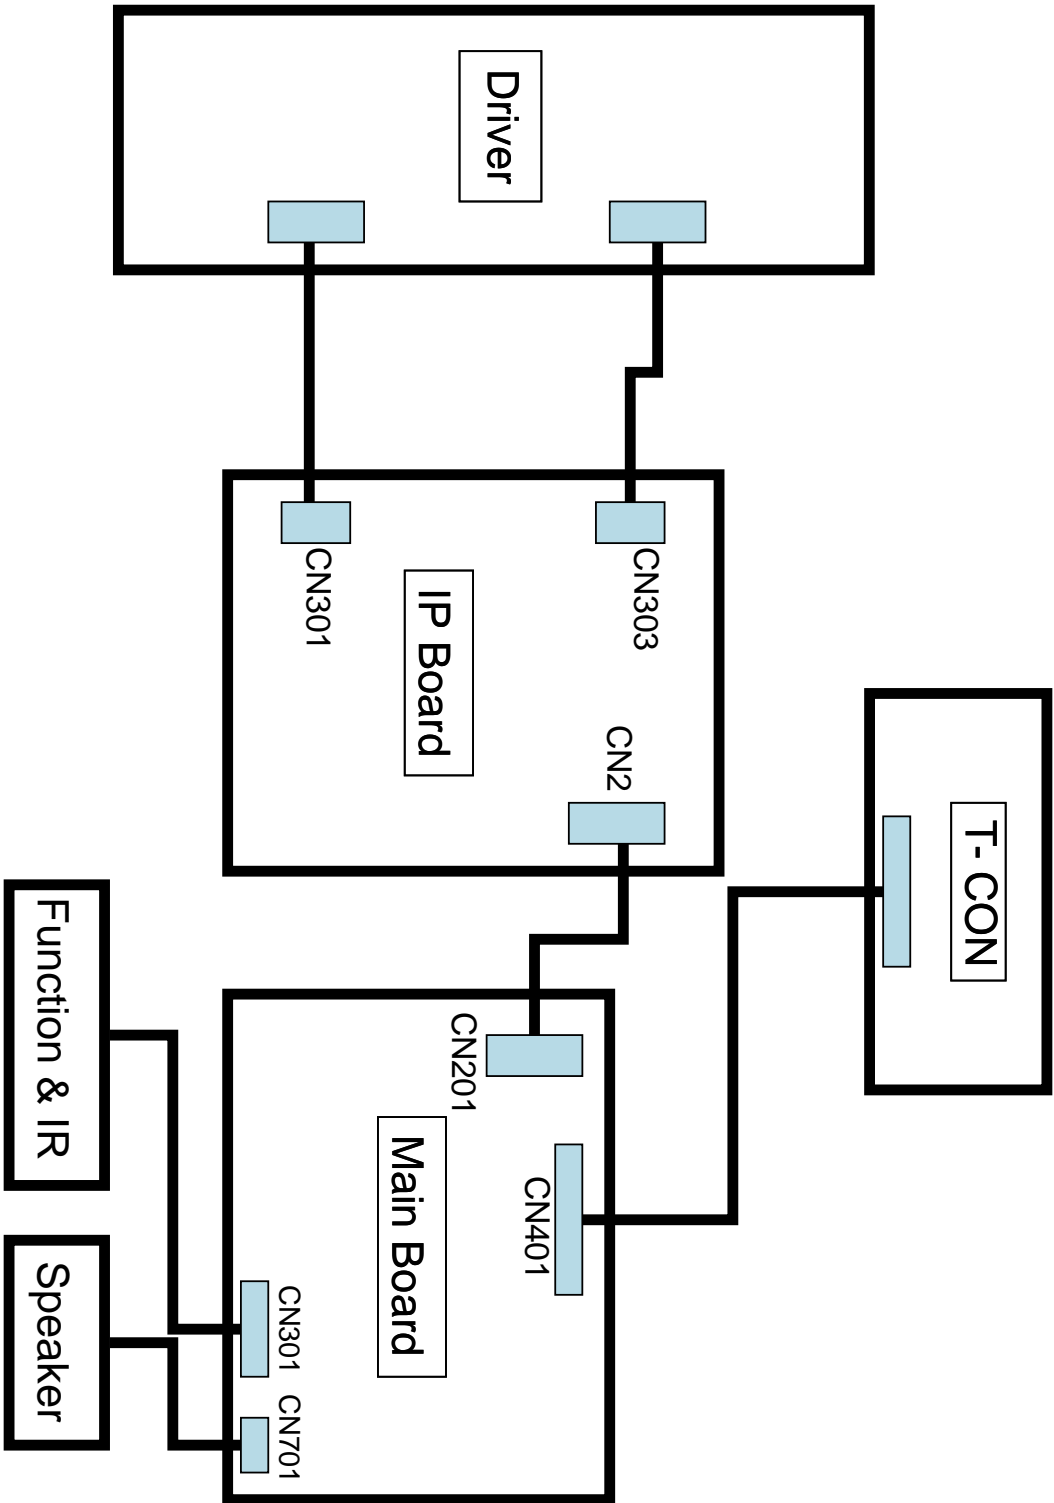 Driver
CN303
CN301
IP Board
CN2
T- CON
CN201
CN401
Main Board
CN301
CN701
Function & IR
Speaker